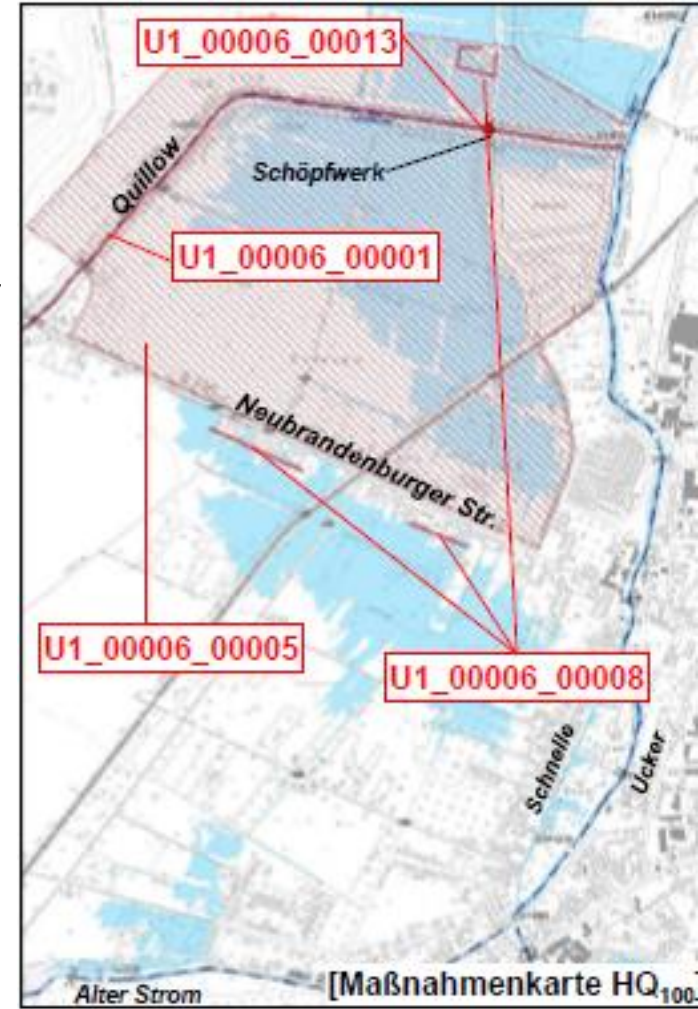 U1_00006_00013
Quillow
Schöpfwerk
U1_00006_00001
Neubrandenburger Str.
U1_00006_00005
U1_00006_00008
Schnelle
Ucker
Alter Strom
[Maßnahmenkarte HQ100